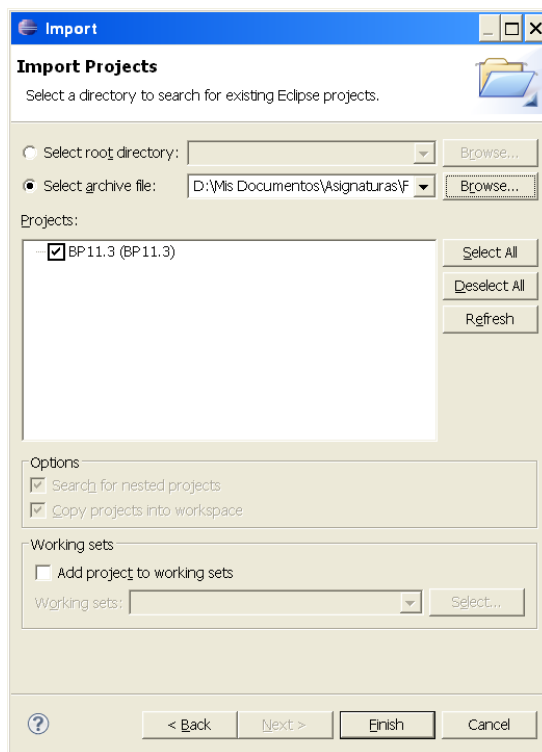 Import
Import Projects
Select a directory to search for existing Eclipse projects.
Select root directory:
Browse...
Select archive file:
D:\Mis Documentos\Asignaturas\F
Browse...
Projects:
BP11.3 (BP11.3)
Select All
Deselect All
Refresh
Options
Search for nested projects
Copy projects into workspace
Working sets
Add project to working sets
Working sets:
Select...
?
< Back
Next >
Finish
Cancel